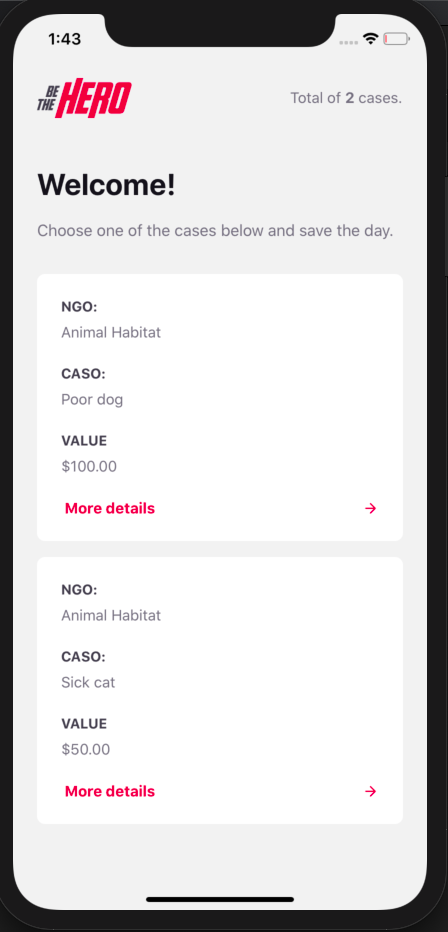 1:43
BE
THE HERO
Total of 2 cases.
Welcome!
Choose one of the cases below and save the day.
NGO:
Animal Habitat
CASO:
Poor dog
VALUE
$100.00
More details
NGO:
Animal Habitat
CASO:
Sick cat
VALUE
$50.00
More details